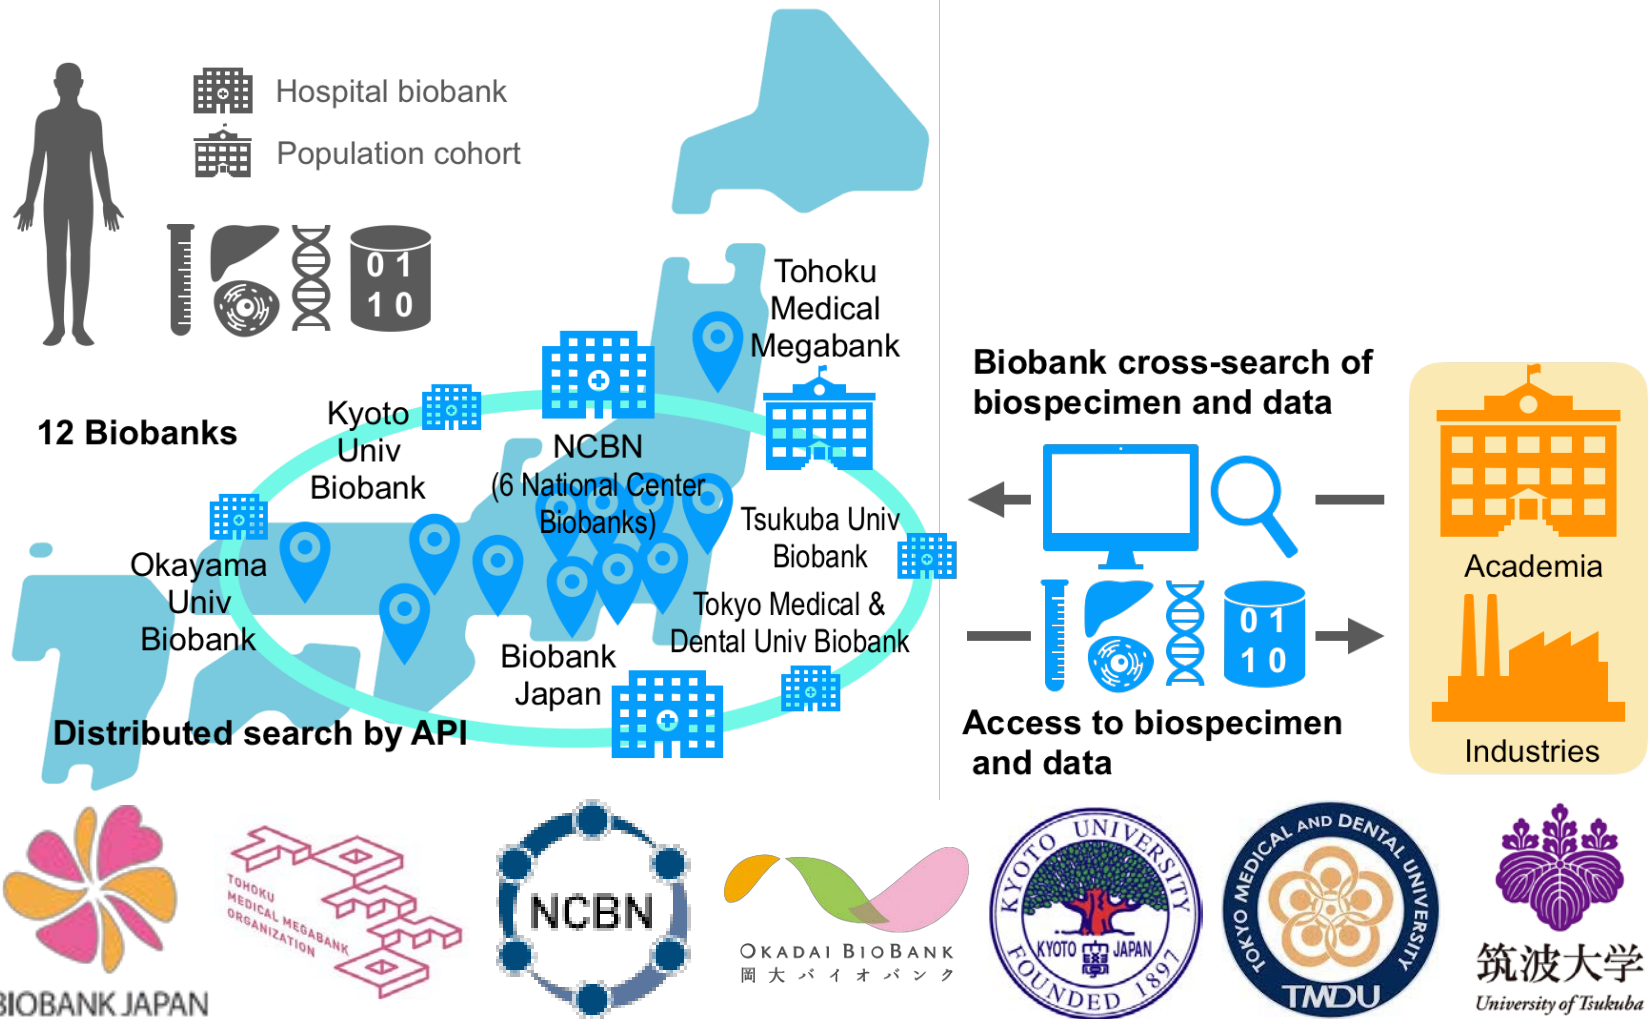 Hospital biobank
Population cohort
0 1
1 0
Tohoku
Medical
Megabank
12 Biobanks
Kyoto
Univ
Biobank
NCBN
(6 National Center
Biobanks)
Tsukuba Univ
Biobank
Okayama
Univ
Biobank
Tokyo Medical &
Dental Univ Biobank
Biobank
Japan
Distributed search by API
Biobank cross-search of
biospecimen and data
0 1
1 0
Access to biospecimen
and data
Academia
Industries
BIOBANK JAPAN
TOHOKU
MEDICAL MEGABANK
ORGANIZATION
NCBN
OKADAI BIOBANK
岡大バイオバンク
KYOTO UNIVERSITY
KYOTO JAPAN
FOUNDED 1897
TOKYO MEDICAL AND DENTAL UNIVERSITY
TMDU
筑波大学
University of Tsukuba